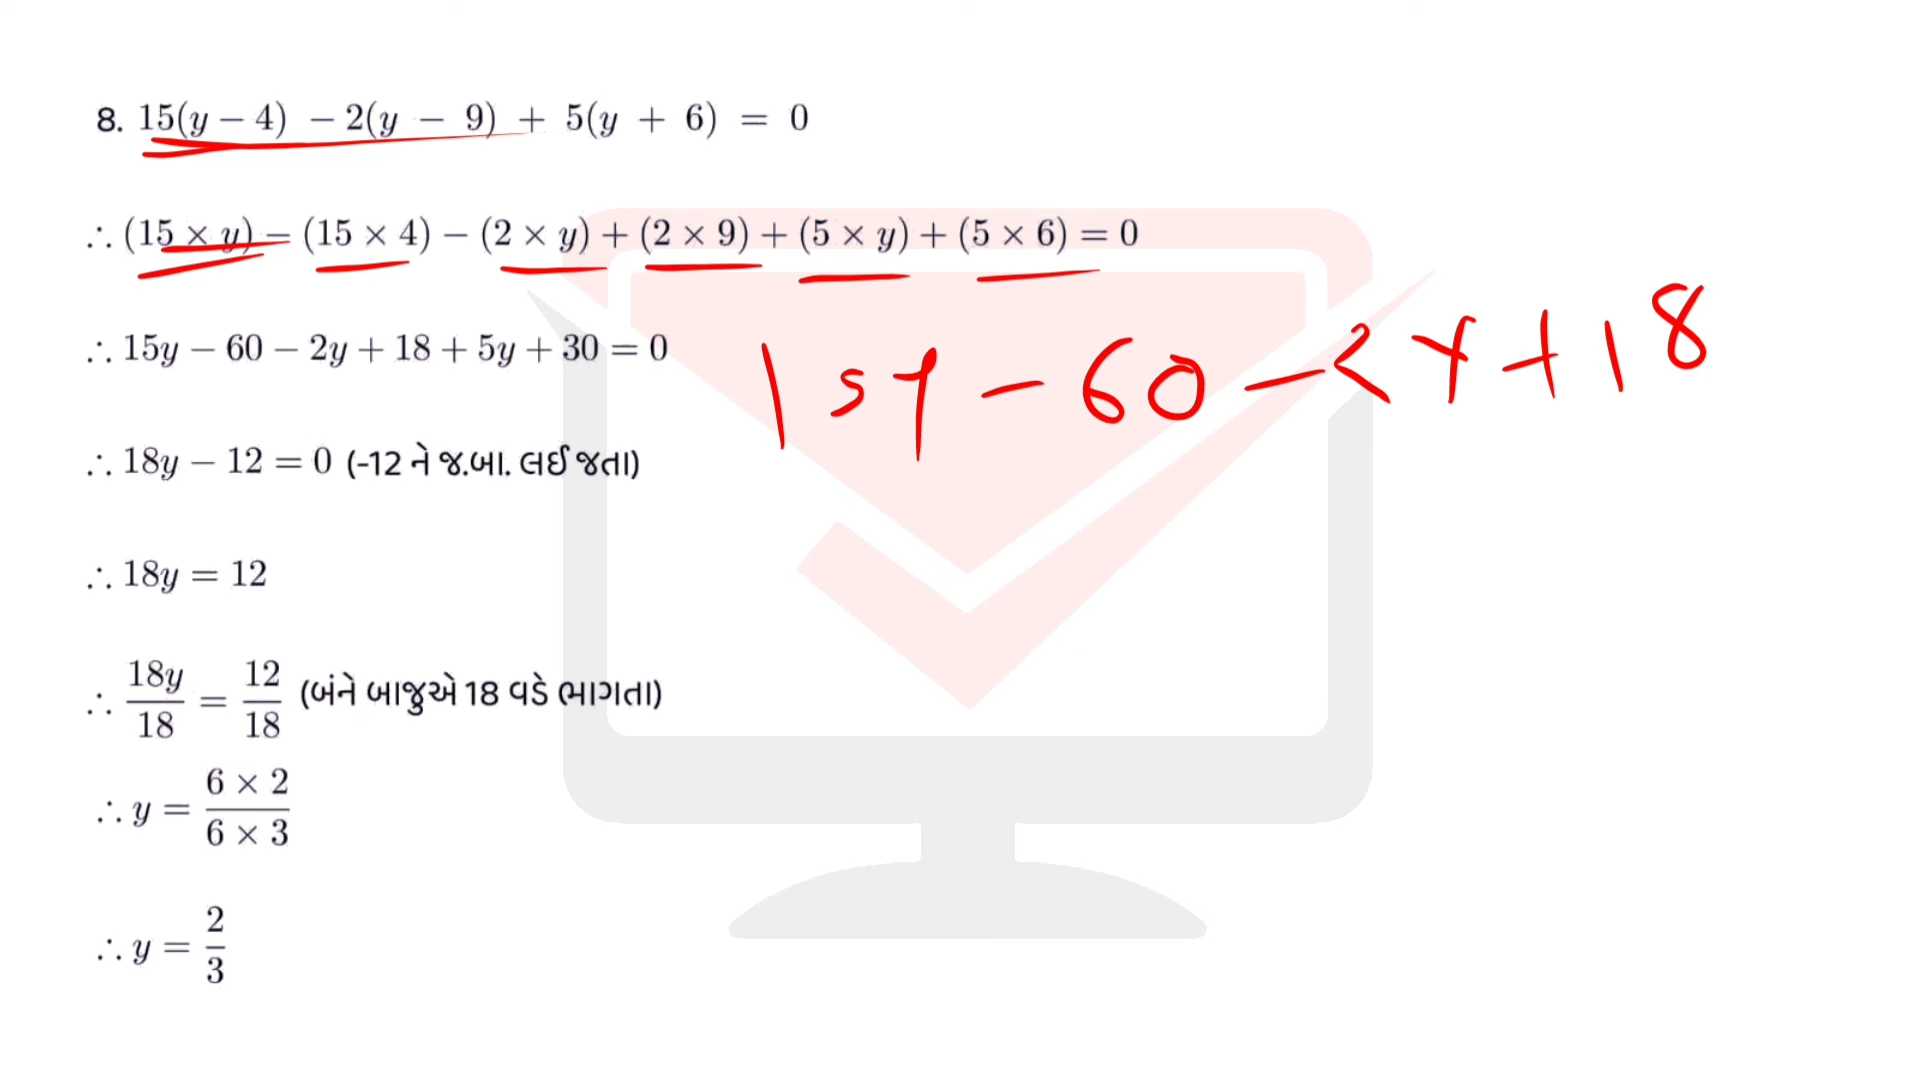 8. 15(y − 4) − 2(y − 9) + 5(y + 6) = 0
∴ (15 × y) − (15 × 4) − (2 × y) + (2 × 9) + (5 × y) + (5 × 6) = 0
∴ 15y − 60 − 2y + 18 + 5y + 30 = 0
15y − 60 − 2y + 18
∴ 18y − 12 = 0 (-12 ને જ.બા. લઈ જતા)
∴ 18y = 12
∴ 18y/18 = 12/18 (બંને બાજુએ 18 વડે ભાગતા)
∴ y = 6 × 2/6 × 3
∴ y = 2/3